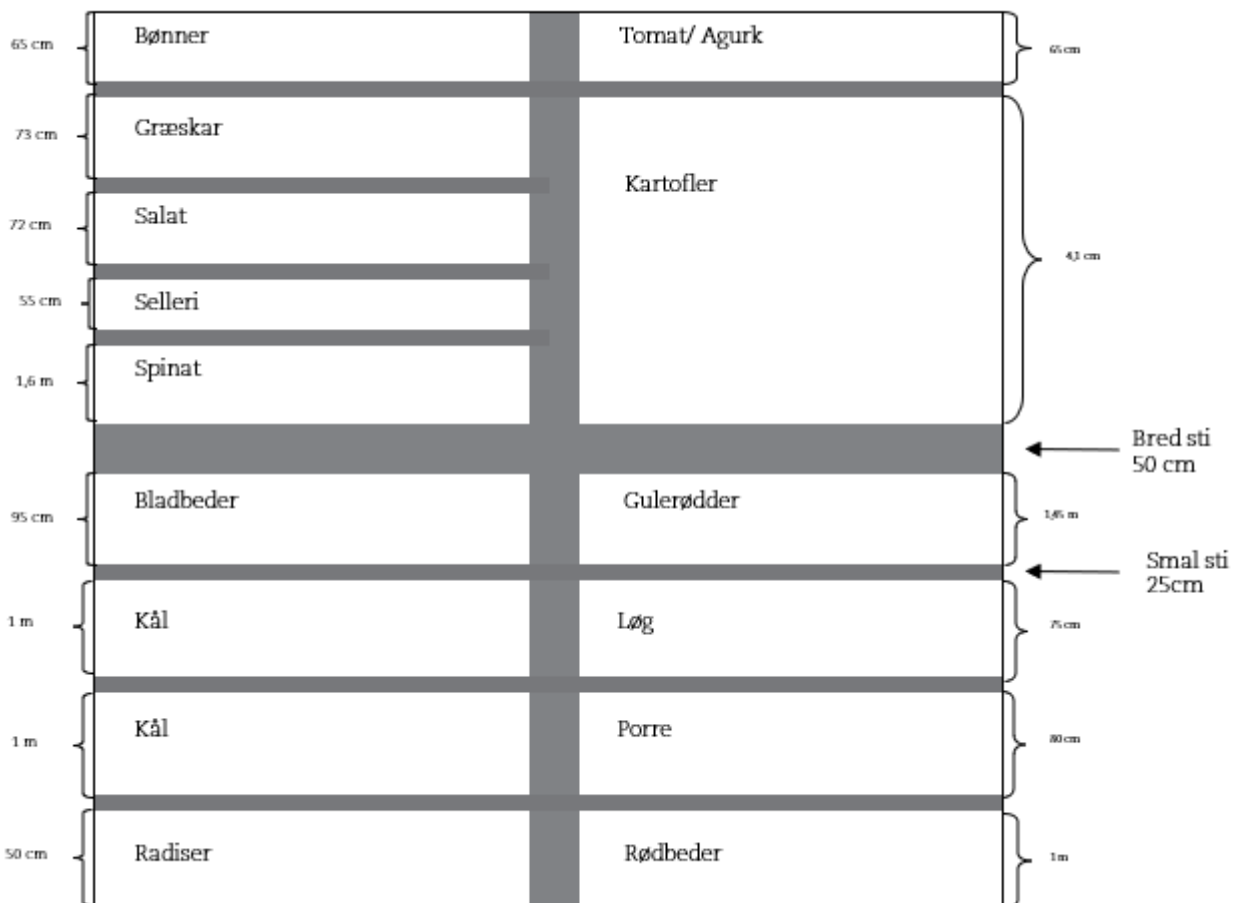 65 cm Bønner Tomat/ Agurk 65 cm
73 cm Græskar
Kartofler
72 cm Salat
4,1 cm
55 cm Selleri
1,6 m Spinat
Bred sti
50 cm
95 cm Bladbeder Gulerødder 1,45 m
Smal sti
25cm
1 m Kål Løg 75 cm
1 m Kål Porre 80 cm
50 cm Radiser Rødbeder 1 m